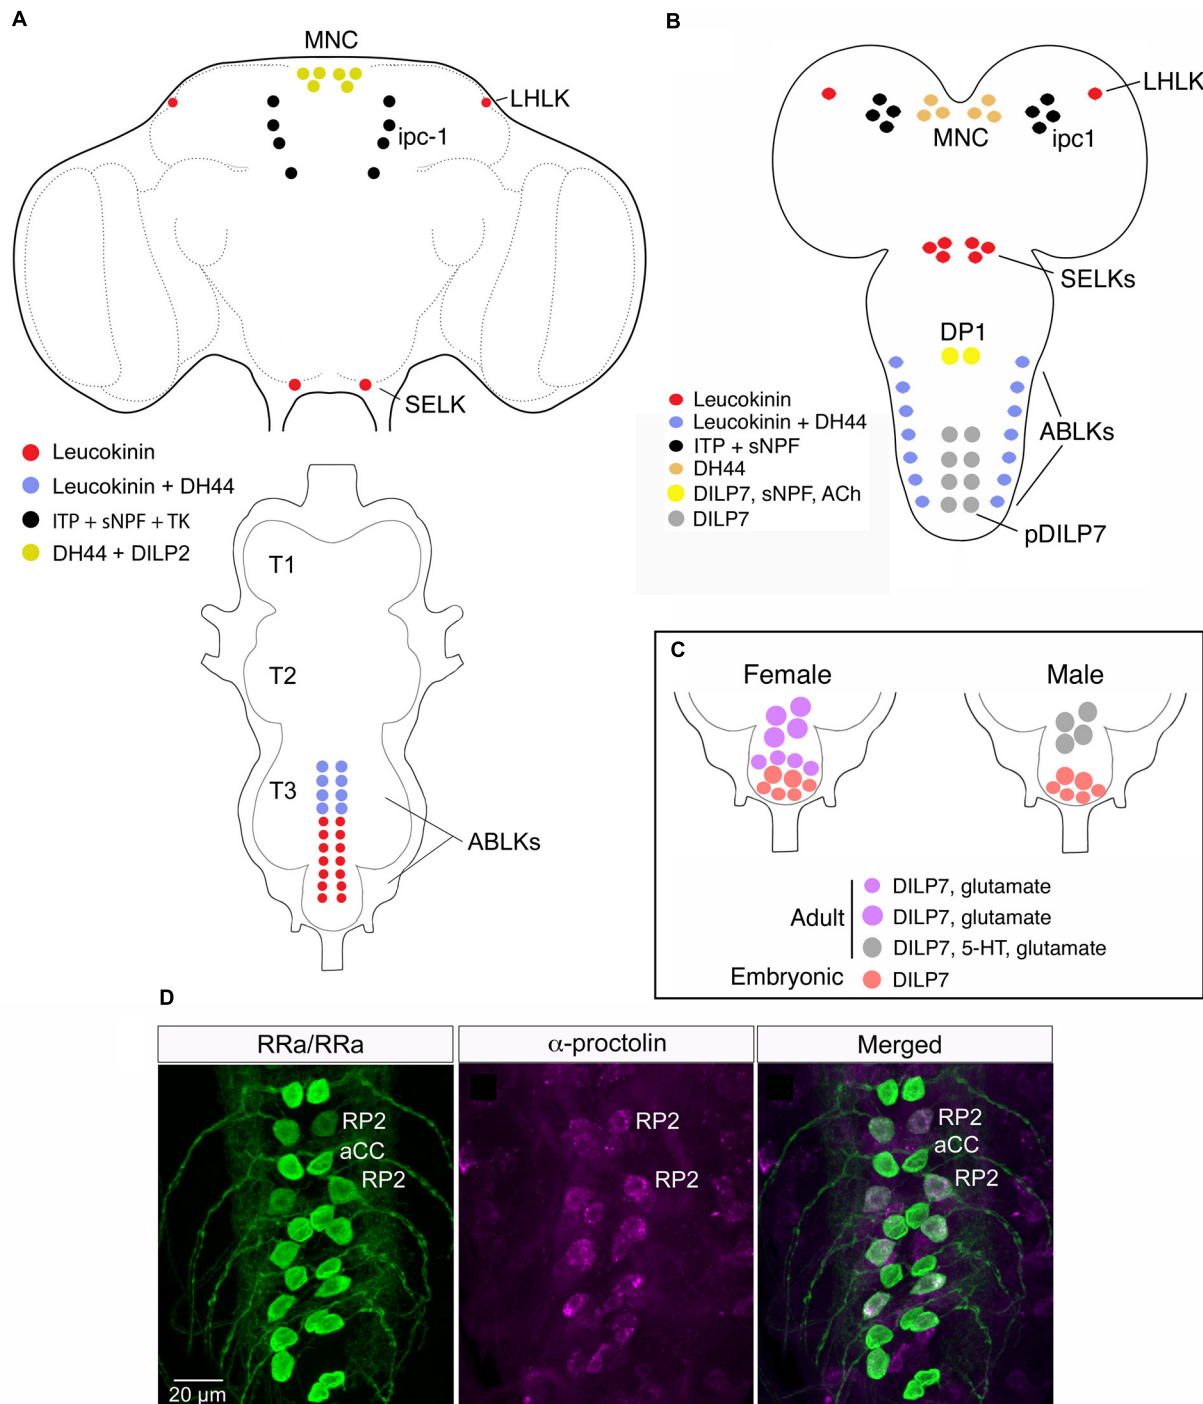 A
MNC
LHLK
ipc-1
SELK
Leucokinin
Leucokinin + DH44
ITP + sNPF + TK
DH44 + DILP2
T1
T2
T3
ABLKs
B
LHLK
MNC
ipc1
SELKs
DP1
ABLKs
pDILP7
Leucokinin
Leucokinin + DH44
ITP + sNPF
DH44
DILP7, sNPF, ACh
DILP7
C
Female
Male
Adult
DILP7, glutamate
DILP7, glutamate
DILP7, 5-HT, glutamate
Embryonic
DILP7
D
RRa/RRa
α-proctolin
Merged
RP2
aCC
RP2
20 μm
RP2
RP2
RP2
aCC
RP2